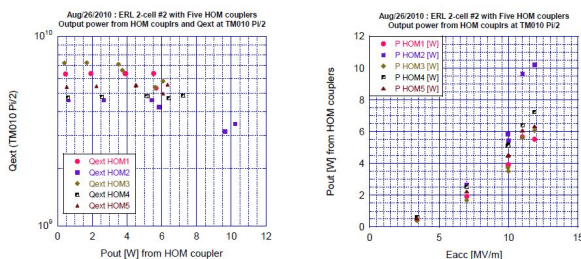 Aug/26/2010 : ERL 2-cell #2 with Five HOM couplers
Output power from HOM couplrs and Qext at TM010 Pi/2
10^10
Qext (TM010 Pi/2)
Qext HOM1
Qext HOM2
Qext HOM3
Qext HOM4
Qext HOM5
10^9
0 2 4 6 8 10 12
Pout [W] from HOM coupler
Aug/26/2010 : ERL 2-cell #2 with Five HOM couplers
Output power from HOM couplrs at TM010 Pi/2
12
10
8
6
4
2
0
Pout [W] from HOM coupler
P HOM1 [W]
P HOM2 [W]
P HOM3 [W]
P HOM4 [W]
P HOM5 [W]
0 5 10 15
Eacc [MV/m]